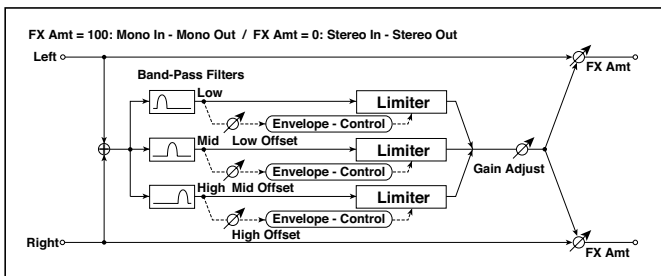 FX Amt = 100: Mono In - Mono Out / FX Amt = 0: Stereo In - Stereo Out
Left
FX Amt
Band-Pass Filters
Low
Limiter
Envelope - Control
Mid
Low Offset
Limiter
Envelope - Control
Gain Adjust
High
Mid Offset
Limiter
Envelope - Control
High Offset
Right
FX Amt